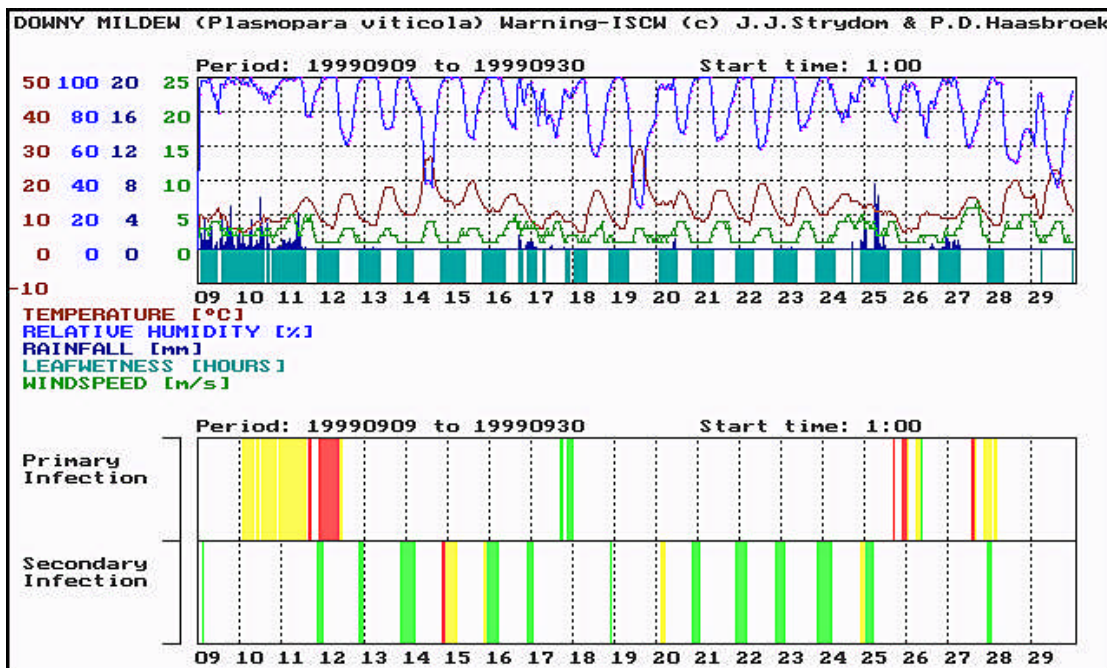 DOWNY MILDEW (Plasmopara viticola) Warning-ISCW (c) J.J.Strydom & P.D.Haasbroek
Period: 19990909 to 19990930 Start time: 1:00
50 100 20 25
40 80 16 20
30 60 12 15
20 40 8 10
10 20 4 5
0 0 0 0
-10
09 10 11 12 13 14 15 16 17 18 19 20 21 22 23 24 25 26 27 28 29
TEMPERATURE [ºC]
RELATIVE HUMIDITY [%]
RAINFALL [mm]
LEAFWETNESS [HOURS]
WINDSPEED [m/s]
Period: 19990909 to 19990930 Start time: 1:00
Primary
Infection
Secondary
Infection
09 10 11 12 13 14 15 16 17 18 19 20 21 22 23 24 25 26 27 28 29